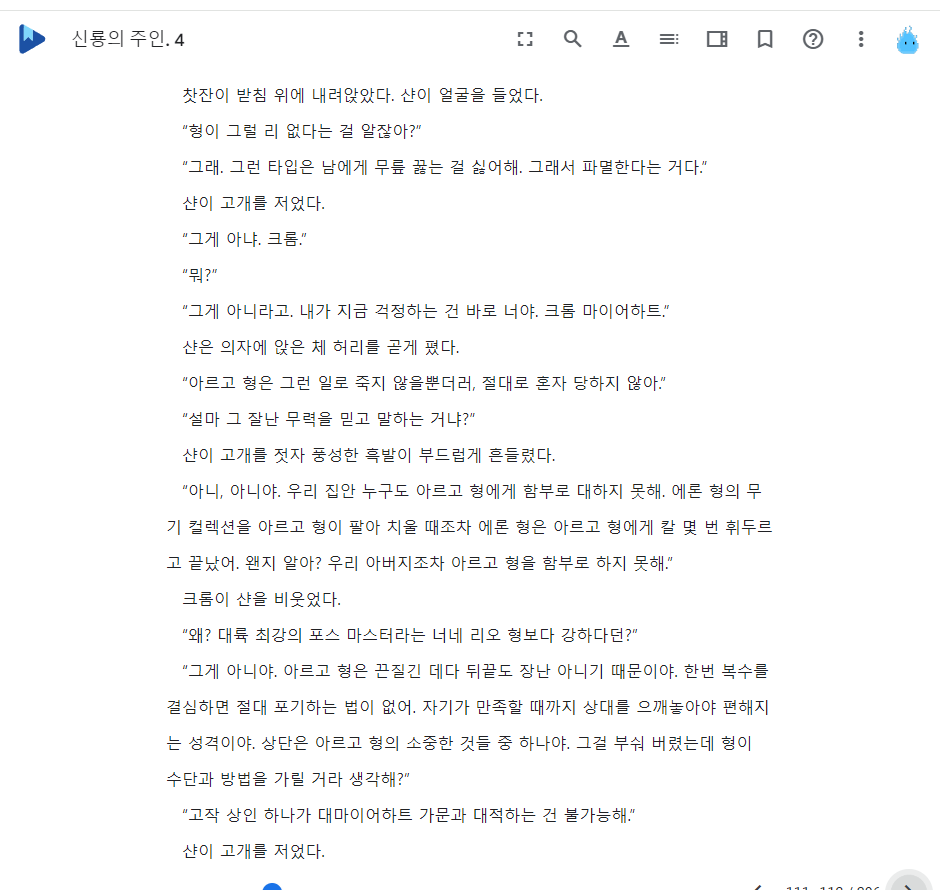 신룡의 주인. 4
찻잔이 받침 위에 내려앉았다. 샨이 얼굴을 들었다.
“형이 그럴 리 없다는 걸 알잖아?”
“그래. 그런 타입은 남에게 무릎 꿇는 걸 싫어해. 그래서 파멸한다는 거다.”
샨이 고개를 저었다.
“그게 아냐. 크롬.”
“뭐?”
“그게 아니라고. 내가 지금 걱정하는 건 바로 너야. 크롬 마이어하트.”
샨은 의자에 앉은 체 허리를 곧게 폈다.
“아르고 형은 그런 일로 죽지 않을뿐더러, 절대로 혼자 당하지 않아.”
“설마 그 잘난 무력을 믿고 말하는 거냐?”
샨이 고개를 젓자 풍성한 흑발이 부드럽게 흔들렸다.
“아니, 아니야. 우리 집안 누구도 아르고 형에게 함부로 대하지 못해. 에론 형의 무
기 컬렉션을 아르고 형이 팔아 치울 때조차 에론 형은 아르고 형에게 칼 몇 번 휘두르
고 끝났어. 왠지 알아? 우리 아버지조차 아르고 형을 함부로 하지 못해.”
크롬이 샨을 비웃었다.
“왜? 대륙 최강의 포스 마스터라는 너네 리오 형보다 강하다던?”
“그게 아니야. 아르고 형은 끈질긴 데다 뒤끝도 장난 아니기 때문이야. 한번 복수를
결심하면 절대 포기하는 법이 없어. 자기가 만족할 때까지 상대를 으깨놓아야 편해지
는 성격이야. 상단은 아르고 형의 소중한 것들 중 하나야. 그걸 부숴 버렸는데 형이
수단과 방법을 가릴 거라 생각해?”
“고작 상인 하나가 대마이어하트 가문과 대적하는 건 불가능해.”
샨이 고개를 저었다.